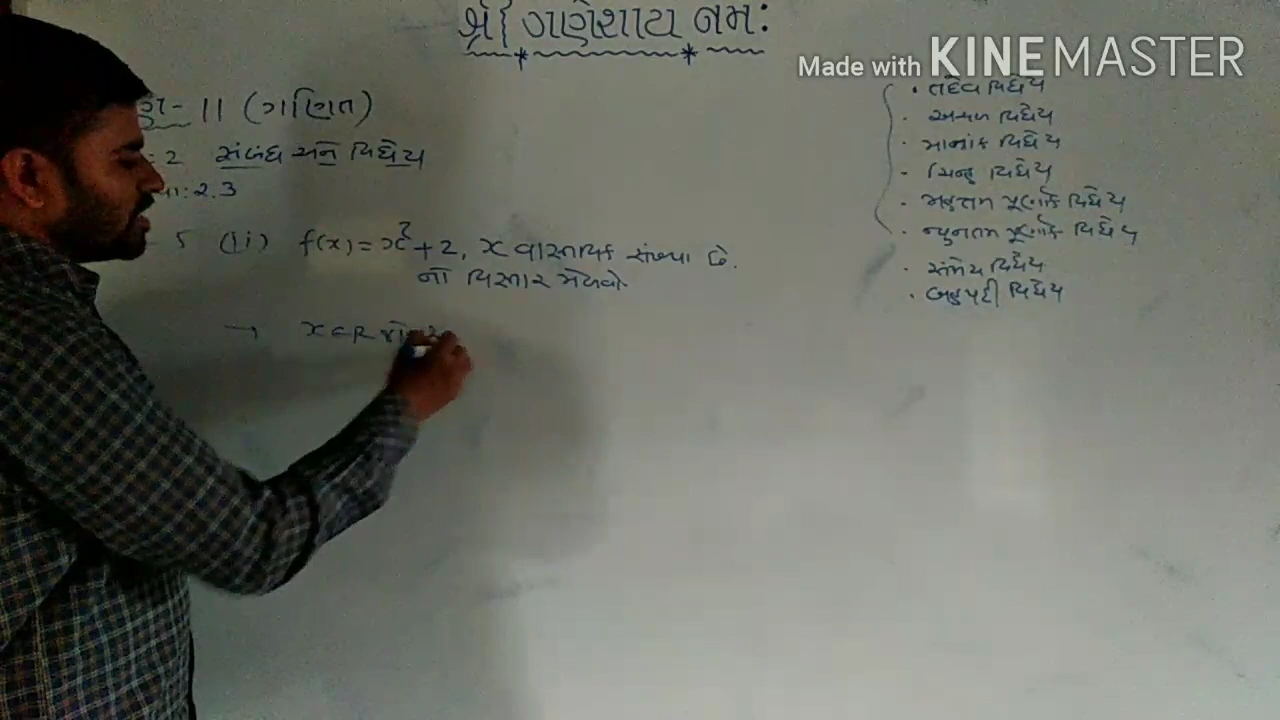 શ્રી ગણેશાય નમઃ
Made with KINEMASTER
- 11 (ગણિત)
: 2 સંબંધ અને વિધેય
: 2.3
5 (ii) f(x) = x² + 2, x વાસ્તવિક સંખ્યા છે.
નો વિસ્તાર મેળવો.
→ x ∈ R
• તદેવ વિધેય
• અચળ વિધેય
• માનાંક વિધેય
• ચિહ્ન વિધેય
• મહત્તમ પૂર્ણાંક વિધેય
• ન્યુનતમ પૂર્ણાંક વિધેય
• સંમેય વિધેય
• બહુપદી વિધેય